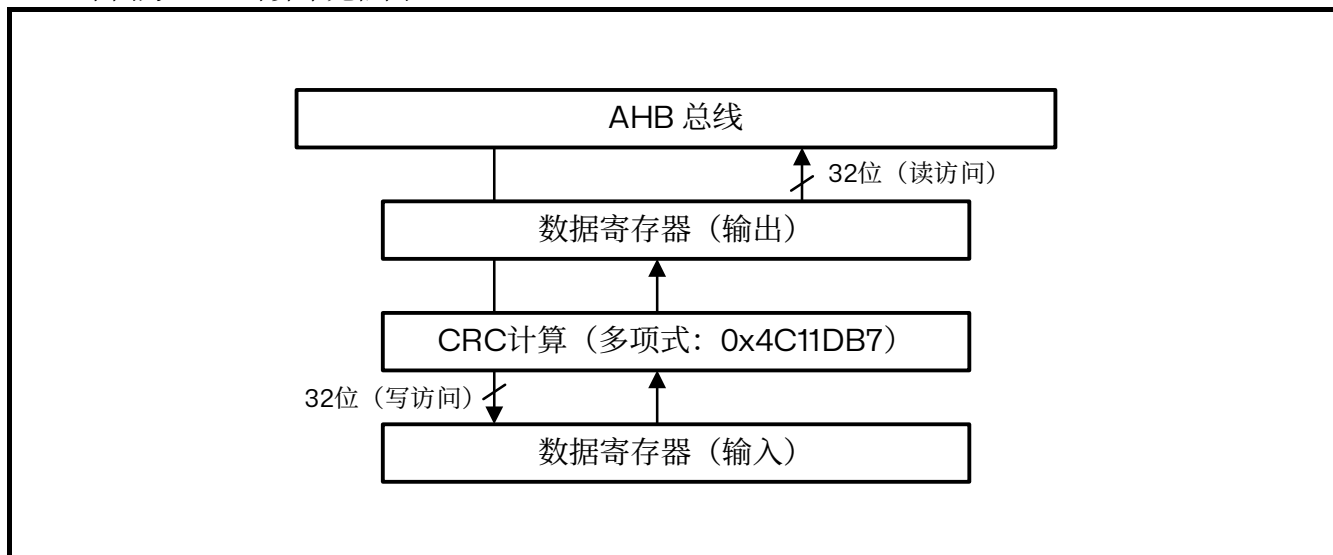 AHB 总线
32位（读访问）
数据寄存器（输出）
CRC计算（多项式：0x4C11DB7）
32位（写访问）
数据寄存器（输入）